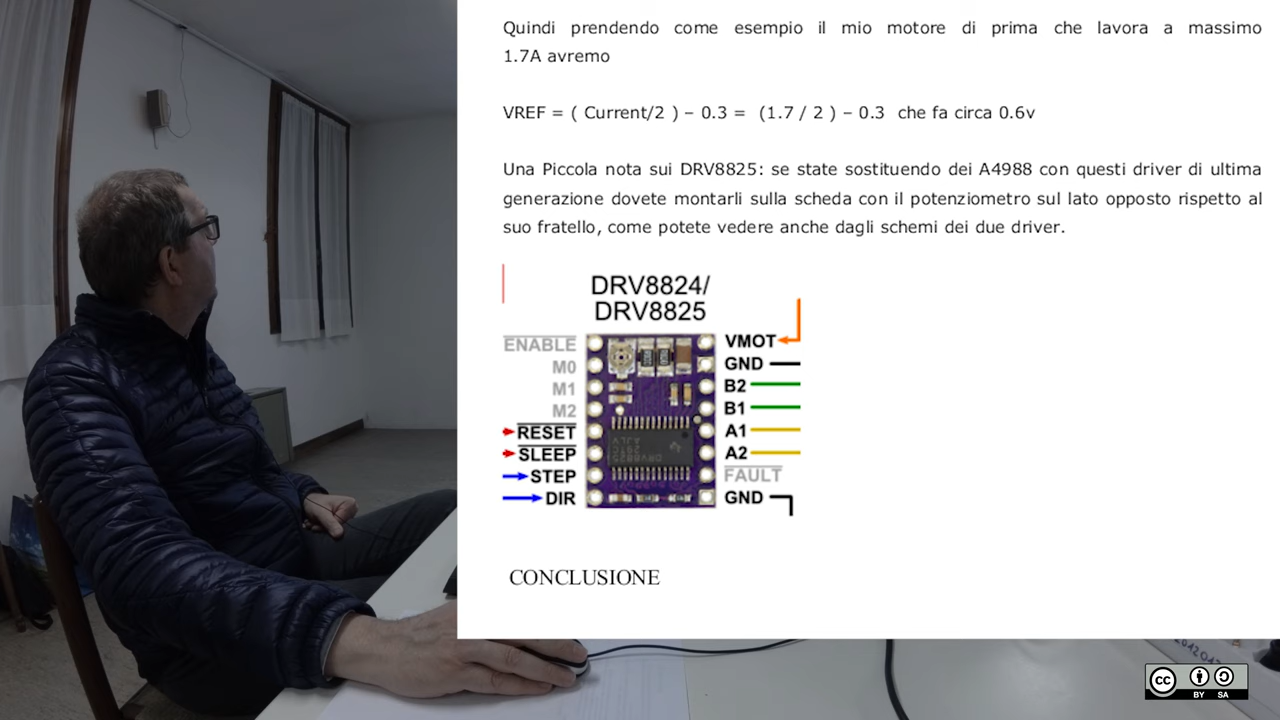 Quindi prendendo come esempio il mio motore di prima che lavora a massimo
1.7A avremo
VREF = ( Current/2 ) – 0.3 = (1.7 / 2 ) – 0.3 che fa circa 0.6v
Una Piccola nota sui DRV8825: se state sostituendo dei A4988 con questi driver di ultima
generazione dovete montarli sulla scheda con il potenziometro sul lato opposto rispetto al
suo fratello, come potete vedere anche dagli schemi dei due driver.
DRV8824/
DRV8825
ENABLE
M0
M1
M2
RESET
SLEEP
STEP
DIR
VMOT
GND
B2
B1
A1
A2
FAULT
GND
CONCLUSIONE
cc
BY SA